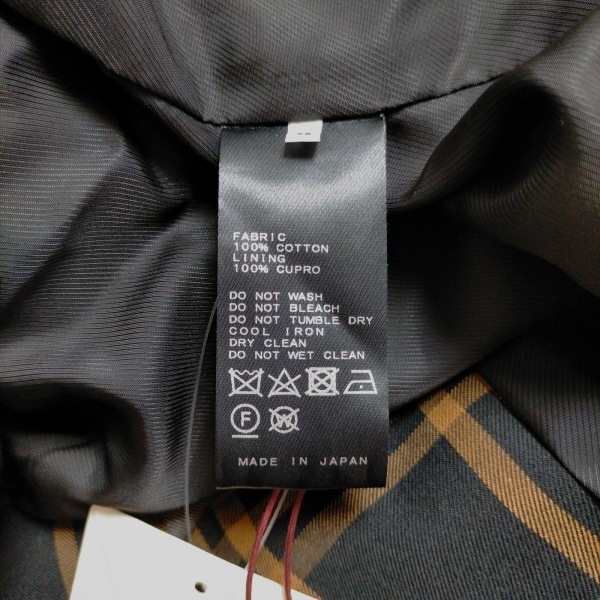 FABRIC
100% COTTON
LINING
100% CUPRO
DO NOT WASH
DO NOT BLEACH
DO NOT TUMBLE DRY
COOL IRON
DRY CLEAN
DO NOT WET CLEAN
F W
MADE IN JAPAN